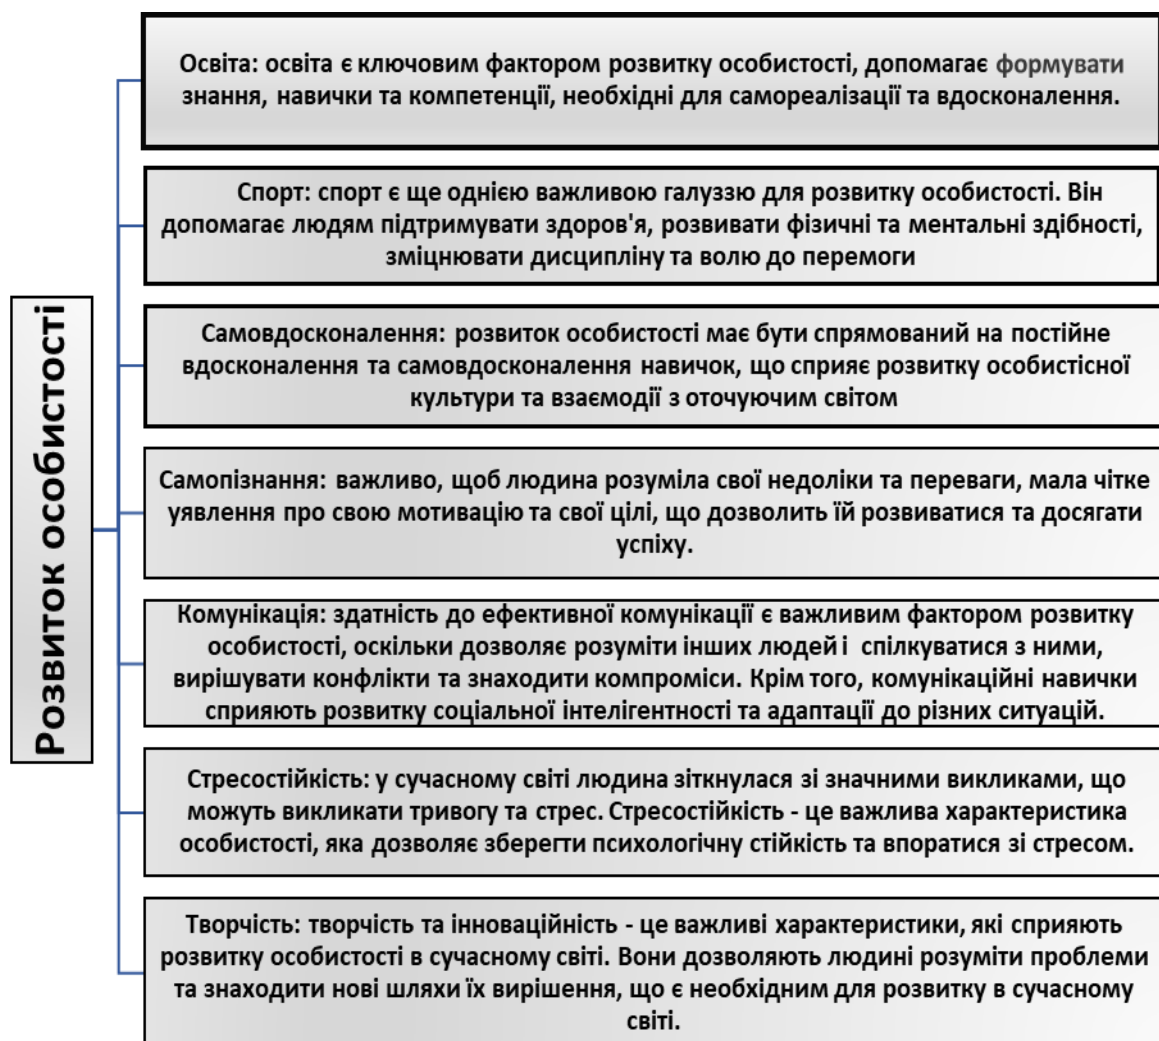 Розвиток особистості
Освіта: освіта є ключовим фактором розвитку особистості, допомагає формувати
знання, навички та компетенції, необхідні для самореалізації та вдосконалення.
Спорт: спорт є ще однією важливою галуззю для розвитку особистості. Він
допомагає людям підтримувати здоров'я, розвивати фізичні та ментальні здібності,
зміцнювати дисципліну та волю до перемоги
Самовдосконалення: розвиток особистості має бути спрямований на постійне
вдосконалення та самовдосконалення навичок, що сприяє розвитку особистісної
культури та взаємодії з оточуючим світом
Самопізнання: важливо, щоб людина розуміла свої недоліки та переваги, мала чітке
уявлення про свою мотивацію та свої цілі, що дозволить їй розвиватися та досягати
успіху.
Комунікація: здатність до ефективної комунікації є важливим фактором розвитку
особистості, оскільки дозволяє розуміти інших людей і спілкуватися з ними,
вирішувати конфлікти та знаходити компроміси. Крім того, комунікаційні навички
сприяють розвитку соціальної інтелігентності та адаптації до різних ситуацій.
Стресостійкість: у сучасному світі людина зіткнулася зі значними викликами, що
можуть викликати тривогу та стрес. Стресостійкість - це важлива характеристика
особистості, яка дозволяє зберегти психологічну стійкість та впоратися зі стресом.
Творчість: творчість та інноваційність - це важливі характеристики, які сприяють
розвитку особистості в сучасному світі. Вони дозволяють людині розуміти проблеми
та знаходити нові шляхи їх вирішення, що є необхідним для розвитку в сучасному
світі.